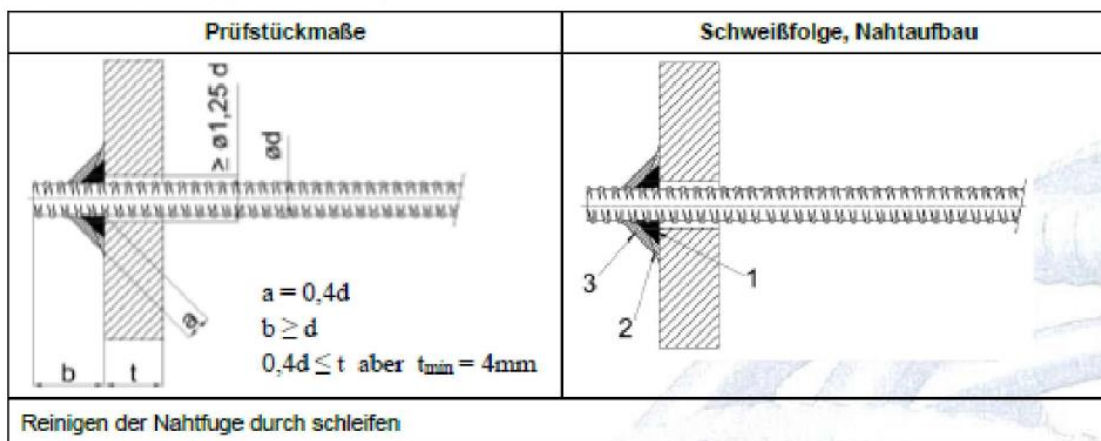 Prüfstückmaße
Schweißfolge, Nahtaufbau
≥ ø1,25 d
ød
a
a = 0,4d
b ≥ d
0,4d ≤ t aber tmin = 4mm
b
t
1
2
3
Reinigen der Nahtfuge durch schleifen